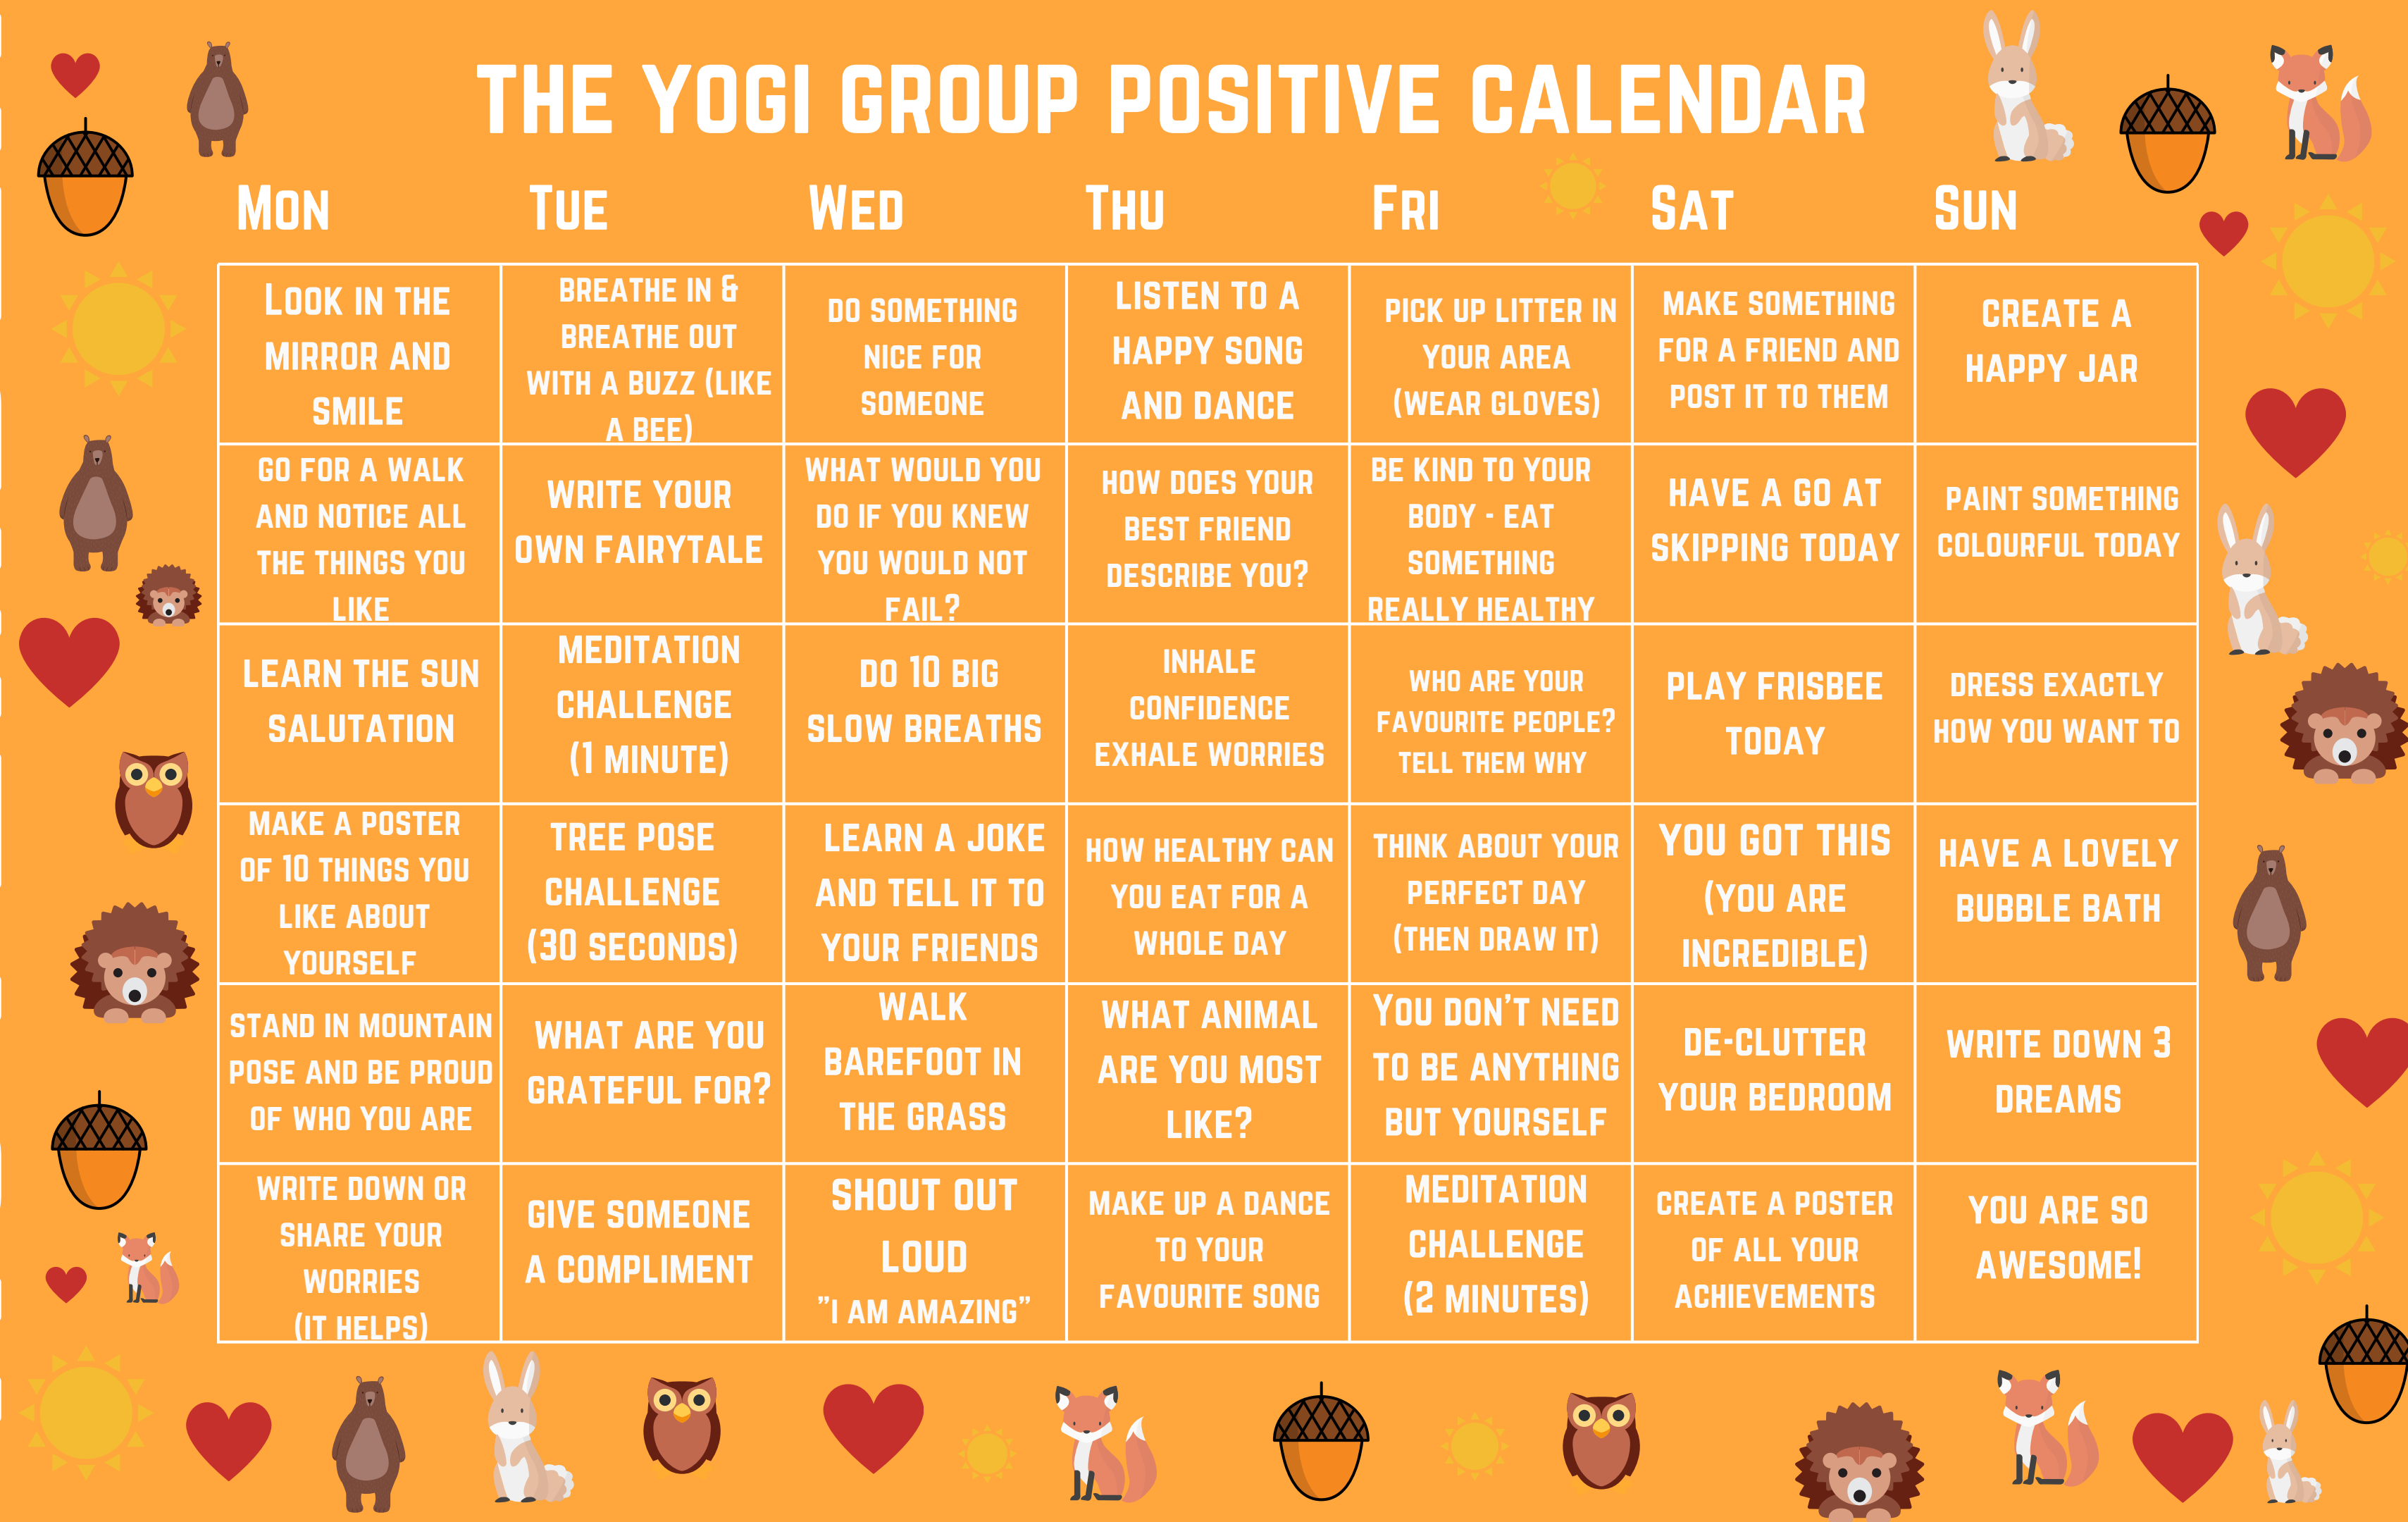 THE YOGI GROUP POSITIVE CALENDAR
MON TUE WED THU FRI SAT SUN
LOOK IN THE
MIRROR AND
SMILE
BREATHE IN &
BREATHE OUT
WITH A BUZZ (LIKE
A BEE)
DO SOMETHING
NICE FOR
SOMEONE
LISTEN TO A
HAPPY SONG
AND DANCE
PICK UP LITTER IN
YOUR AREA
(WEAR GLOVES)
MAKE SOMETHING
FOR A FRIEND AND
POST IT TO THEM
CREATE A
HAPPY JAR
GO FOR A WALK
AND NOTICE ALL
THE THINGS YOU
LIKE
WRITE YOUR
OWN FAIRYTALE
WHAT WOULD YOU
DO IF YOU KNEW
YOU WOULD NOT
FAIL?
HOW DOES YOUR
BEST FRIEND
DESCRIBE YOU?
BE KIND TO YOUR
BODY - EAT
SOMETHING
REALLY HEALTHY
HAVE A GO AT
SKIPPING TODAY
PAINT SOMETHING
COLOURFUL TODAY
LEARN THE SUN
SALUTATION
MEDITATION
CHALLENGE
(1 MINUTE)
DO 10 BIG
SLOW BREATHS
INHALE
CONFIDENCE
EXHALE WORRIES
WHO ARE YOUR
FAVOURITE PEOPLE?
TELL THEM WHY
PLAY FRISBEE
TODAY
DRESS EXACTLY
HOW YOU WANT TO
MAKE A POSTER
OF 10 THINGS YOU
LIKE ABOUT
YOURSELF
TREE POSE
CHALLENGE
(30 SECONDS)
LEARN A JOKE
AND TELL IT TO
YOUR FRIENDS
HOW HEALTHY CAN
YOU EAT FOR A
WHOLE DAY
THINK ABOUT YOUR
PERFECT DAY
(THEN DRAW IT)
YOU GOT THIS
(YOU ARE
INCREDIBLE)
HAVE A LOVELY
BUBBLE BATH
STAND IN MOUNTAIN
POSE AND BE PROUD
OF WHO YOU ARE
WHAT ARE YOU
GRATEFUL FOR?
WALK
BAREFOOT IN
THE GRASS
WHAT ANIMAL
ARE YOU MOST
LIKE?
YOU DON'T NEED
TO BE ANYTHING
BUT YOURSELF
DE-CLUTTER
YOUR BEDROOM
WRITE DOWN 3
DREAMS
WRITE DOWN OR
SHARE YOUR
WORRIES
(IT HELPS)
GIVE SOMEONE
A COMPLIMENT
SHOUT OUT
LOUD
"I AM AMAZING"
MAKE UP A DANCE
TO YOUR
FAVOURITE SONG
MEDITATION
CHALLENGE
(2 MINUTES)
CREATE A POSTER
OF ALL YOUR
ACHIEVEMENTS
YOU ARE SO
AWESOME!